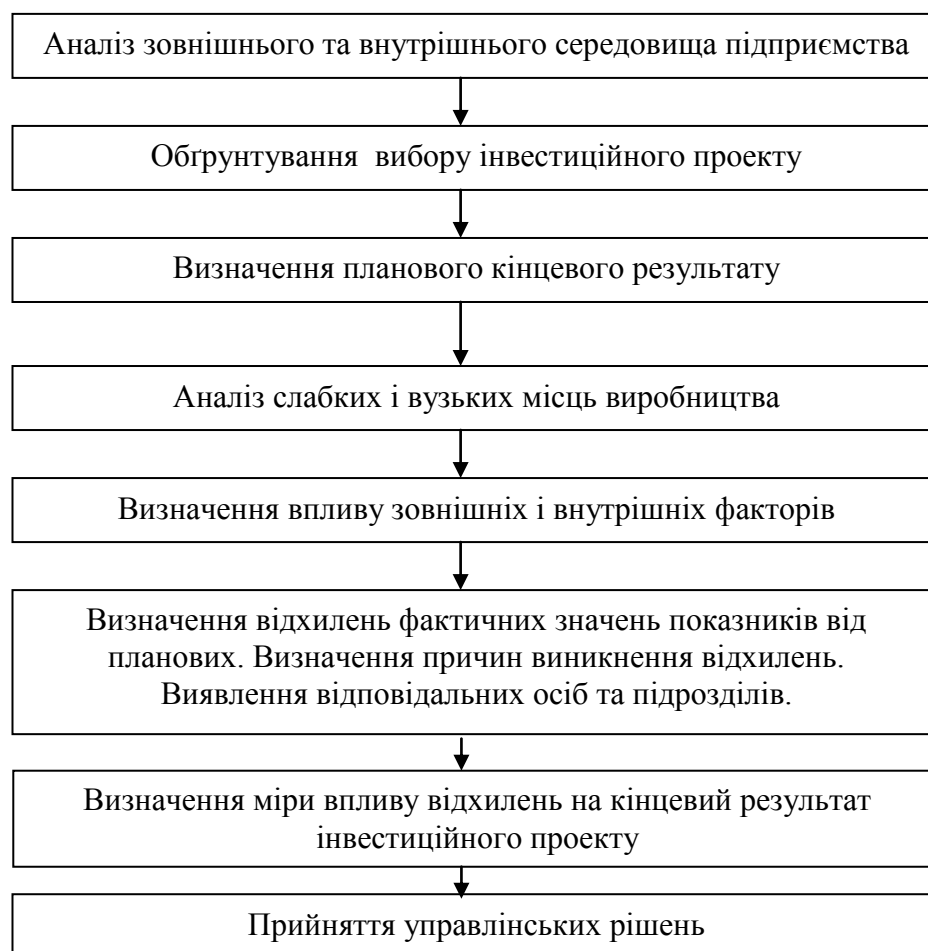 Аналіз зовнішнього та внутрішнього середовища підприємства
Обґрунтування вибору інвестиційного проекту
Визначення планового кінцевого результату
Аналіз слабких і вузьких місць виробництва
Визначення впливу зовнішніх і внутрішніх факторів
Визначення відхилень фактичних значень показників від
планових. Визначення причин виникнення відхилень.
Виявлення відповідальних осіб та підрозділів.
Визначення міри впливу відхилень на кінцевий результат
інвестиційного проекту
Прийняття управлінських рішень